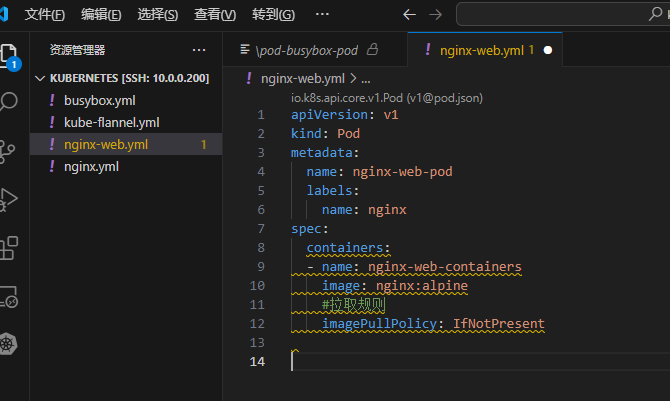 文件(F) 编辑(E) 选择(S) 查看(V) 转到(G) ···
资源管理器 ···
1
KUBERNETES [SSH: 10.0.0.200]
busybox.yml
kube-flannel.yml
nginx-web.yml 1
nginx.yml
\pod-busybox-pod
nginx-web.yml 1
nginx-web.yml > ...
io.k8s.api.core.v1.Pod (v1@pod.json)
1 apiVersion: v1
2 kind: Pod
3 metadata:
4 name: nginx-web-pod
5 labels:
6 name: nginx
7 spec:
8 containers:
9 - name: nginx-web-containers
10 image: nginx:alpine
11 #拉取规则
12 imagePullPolicy: IfNotPresent
13
14